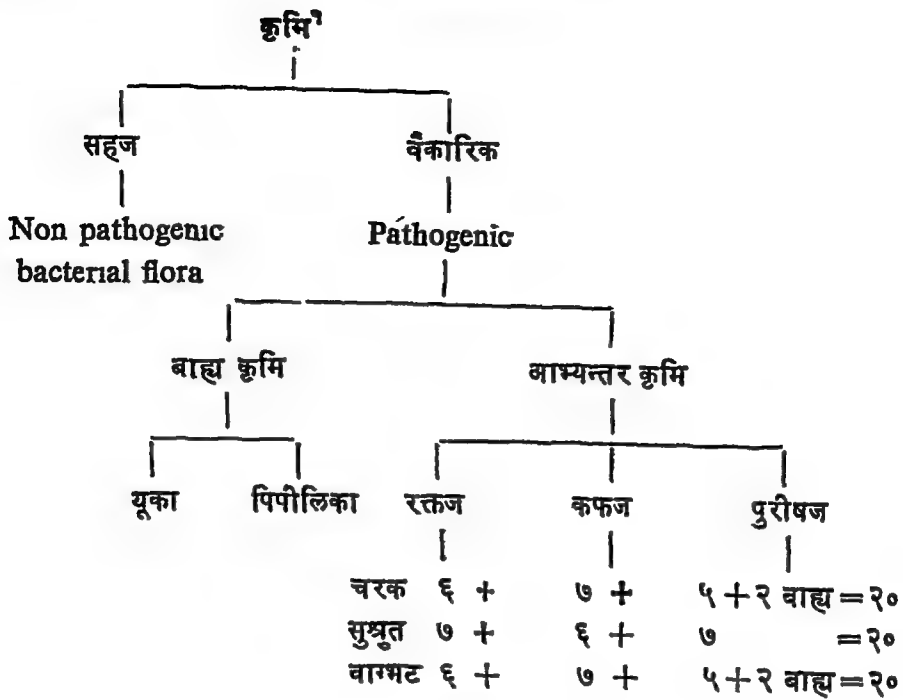 कृमि१
सहज वैकारिक
Non pathogenic Pathogenic
bacterial flora
बाह्य कृमि आभ्यन्तर कृमि
यूका पिपीलिका रक्तज कफज पुरीषज
चरक ६ + ७ + ५ + २ बाह्य = २०
सुश्रुत ७ + ६ + ७ = २०
वाग्भट ६ + ७ + ५ + २ बाह्य = २०